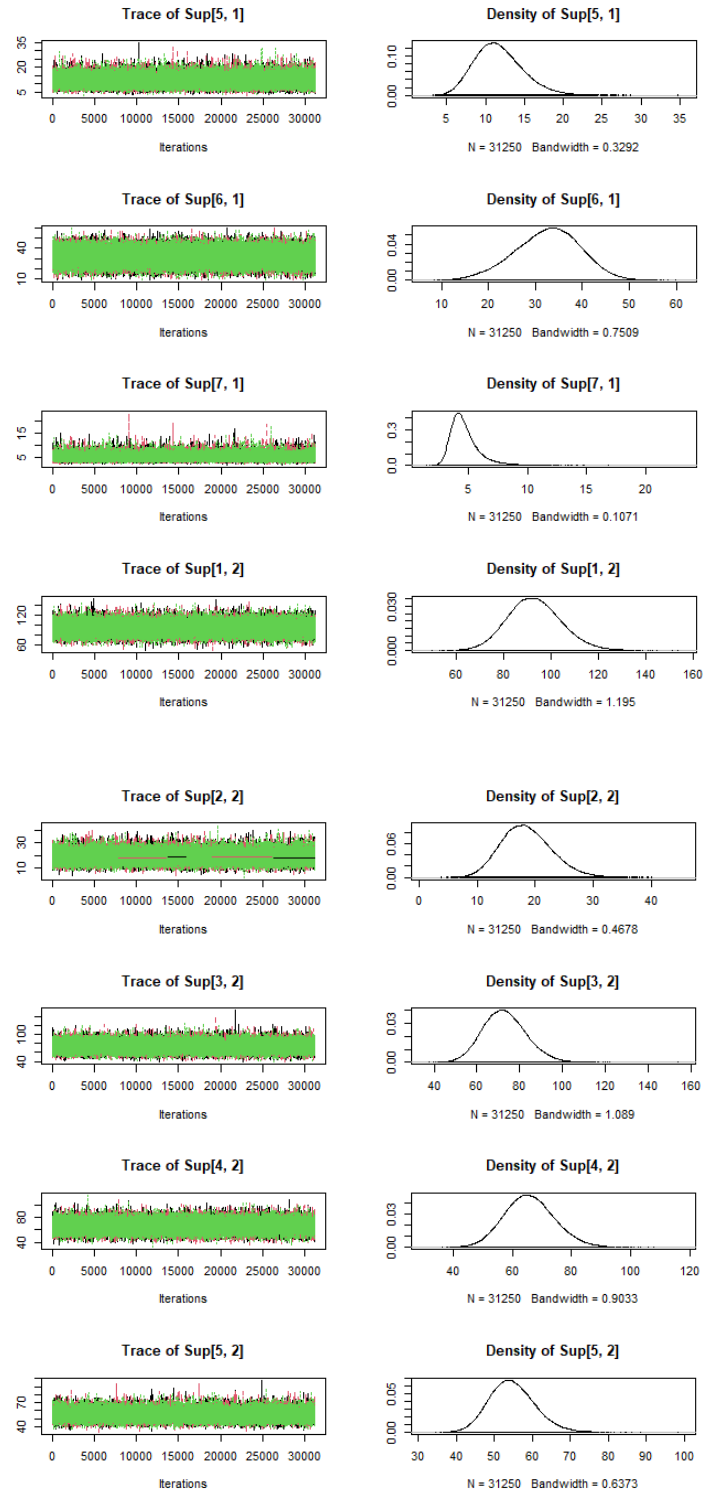 Trace of Sup[5, 1]
Density of Sup[5, 1]
35
20
5
0 5000 10000 15000 20000 25000 30000
Iterations
0.10
0.00
5 10 15 20 25 30 35
N = 31250 Bandwidth = 0.3292
Trace of Sup[6, 1]
Density of Sup[6, 1]
40
10
0 5000 10000 15000 20000 25000 30000
Iterations
0.04
0.00
10 20 30 40 50 60
N = 31250 Bandwidth = 0.7509
Trace of Sup[7, 1]
Density of Sup[7, 1]
15
5
0 5000 10000 15000 20000 25000 30000
Iterations
0.3
0.0
5 10 15 20
N = 31250 Bandwidth = 0.1071
Trace of Sup[1, 2]
Density of Sup[1, 2]
120
60
0 5000 10000 15000 20000 25000 30000
Iterations
0.030
0.000
60 80 100 120 140 160
N = 31250 Bandwidth = 1.195
Trace of Sup[2, 2]
Density of Sup[2, 2]
30
10
0 5000 10000 15000 20000 25000 30000
Iterations
0.06
0.00
0 10 20 30 40
N = 31250 Bandwidth = 0.4678
Trace of Sup[3, 2]
Density of Sup[3, 2]
100
40
0 5000 10000 15000 20000 25000 30000
Iterations
0.03
0.00
40 60 80 100 120 140 160
N = 31250 Bandwidth = 1.089
Trace of Sup[4, 2]
Density of Sup[4, 2]
80
40
0 5000 10000 15000 20000 25000 30000
Iterations
0.03
0.00
40 60 80 100 120
N = 31250 Bandwidth = 0.9033
Trace of Sup[5, 2]
Density of Sup[5, 2]
70
40
0 5000 10000 15000 20000 25000 30000
Iterations
0.05
0.00
30 40 50 60 70 80 90 100
N = 31250 Bandwidth = 0.6373